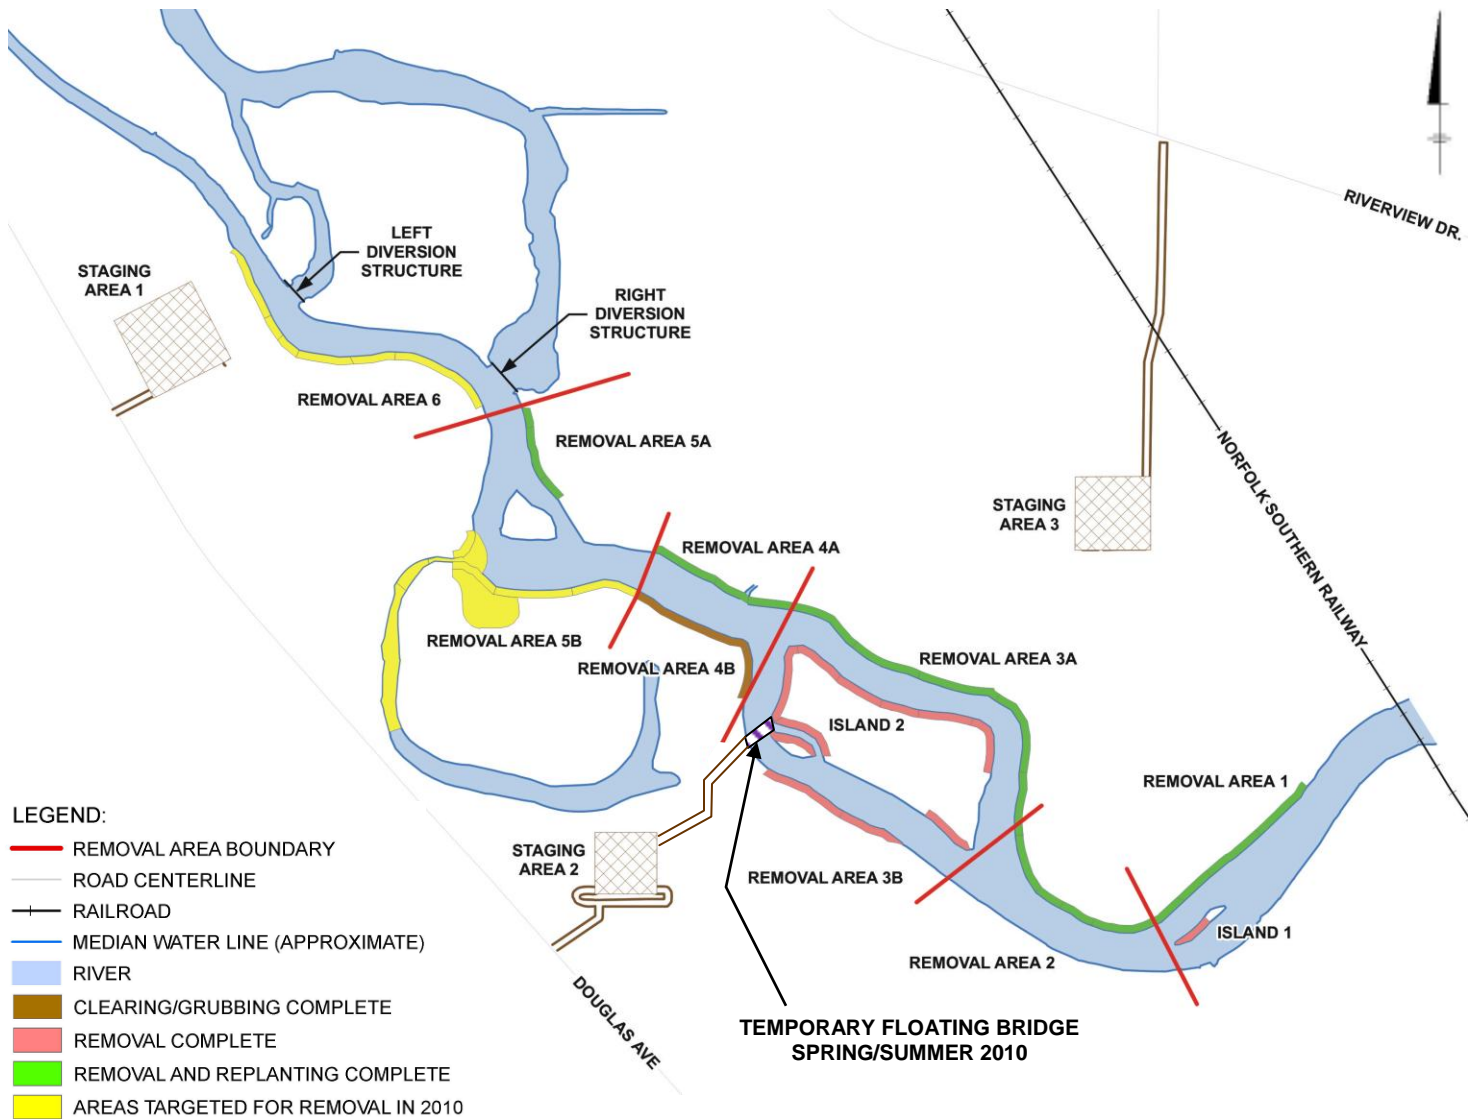 RIVERVIEW DR.
LEFT
DIVERSION
STRUCTURE
STAGING
AREA 1
RIGHT
DIVERSION
STRUCTURE
REMOVAL AREA 6
REMOVAL AREA 5A
NORFOLK-SOUTHERN RAILWAY
STAGING
AREA 3
REMOVAL AREA 4A
REMOVAL AREA 5B
REMOVAL AREA 4B
REMOVAL AREA 3A
ISLAND 2
REMOVAL AREA 1
STAGING
AREA 2
REMOVAL AREA 3B
ISLAND 1
REMOVAL AREA 2
DOUGLAS AVE
TEMPORARY FLOATING BRIDGE
SPRING/SUMMER 2010
LEGEND:
REMOVAL AREA BOUNDARY
ROAD CENTERLINE
RAILROAD
MEDIAN WATER LINE (APPROXIMATE)
RIVER
CLEARING/GRUBBING COMPLETE
REMOVAL COMPLETE
REMOVAL AND REPLANTING COMPLETE
AREAS TARGETED FOR REMOVAL IN 2010